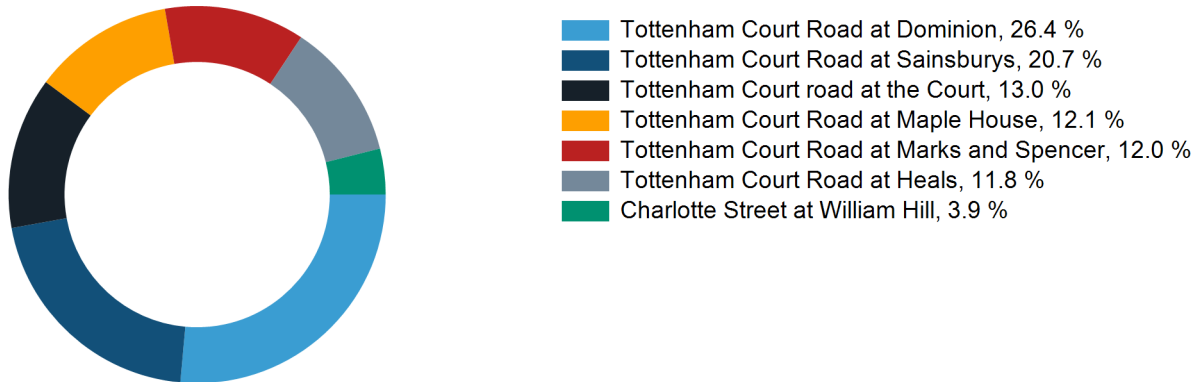 Tottenham Court Road at Dominion, 26.4 %
Tottenham Court Road at Sainsburys, 20.7 %
Tottenham Court road at the Court, 13.0 %
Tottenham Court Road at Maple House, 12.1 %
Tottenham Court Road at Marks and Spencer, 12.0 %
Tottenham Court Road at Heals, 11.8 %
Charlotte Street at William Hill, 3.9 %